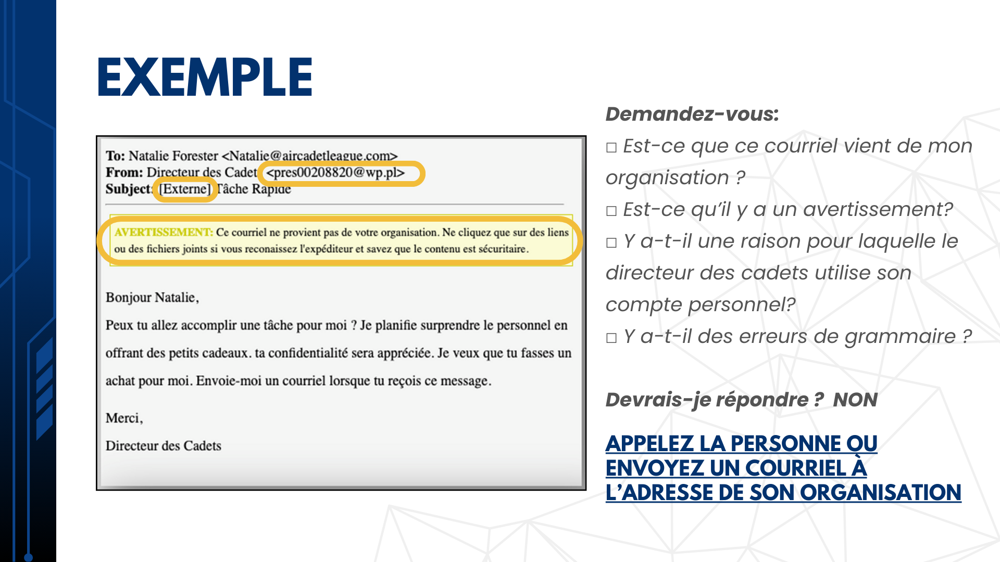 EXEMPLE
To: Natalie Forester <Natalie@aircadetleague.com>
From: Directeur des Cadet <pres00208820@wp.pl>
Subject: [Externe] Tâche Rapide
AVERTISSEMENT: Ce courriel ne provient pas de votre organisation. Ne cliquez que sur des liens
ou des fichiers joints si vous reconaissez l'expéditeur et savez que le contenu est sécuritaire.
Bonjour Natalie,
Peux tu allez accomplir une tâche pour moi ? Je planifie surprendre le personnel en
offrant des petits cadeaux. ta confidentialité sera appréciée. Je veux que tu fasses un
achat pour moi. Envoie-moi un courriel lorsque tu reçois ce message.
Merci,
Directeur des Cadets
Demandez-vous:
□ Est-ce que ce courriel vient de mon
organisation ?
□ Est-ce qu’il y a un avertissement?
□ Y a-t-il une raison pour laquelle le
directeur des cadets utilise son
compte personnel?
□ Y a-t-il des erreurs de grammaire ?
Devrais-je répondre ? NON
APPELEZ LA PERSONNE OU
ENVOYEZ UN COURRIEL À
L’ADRESSE DE SON ORGANISATION